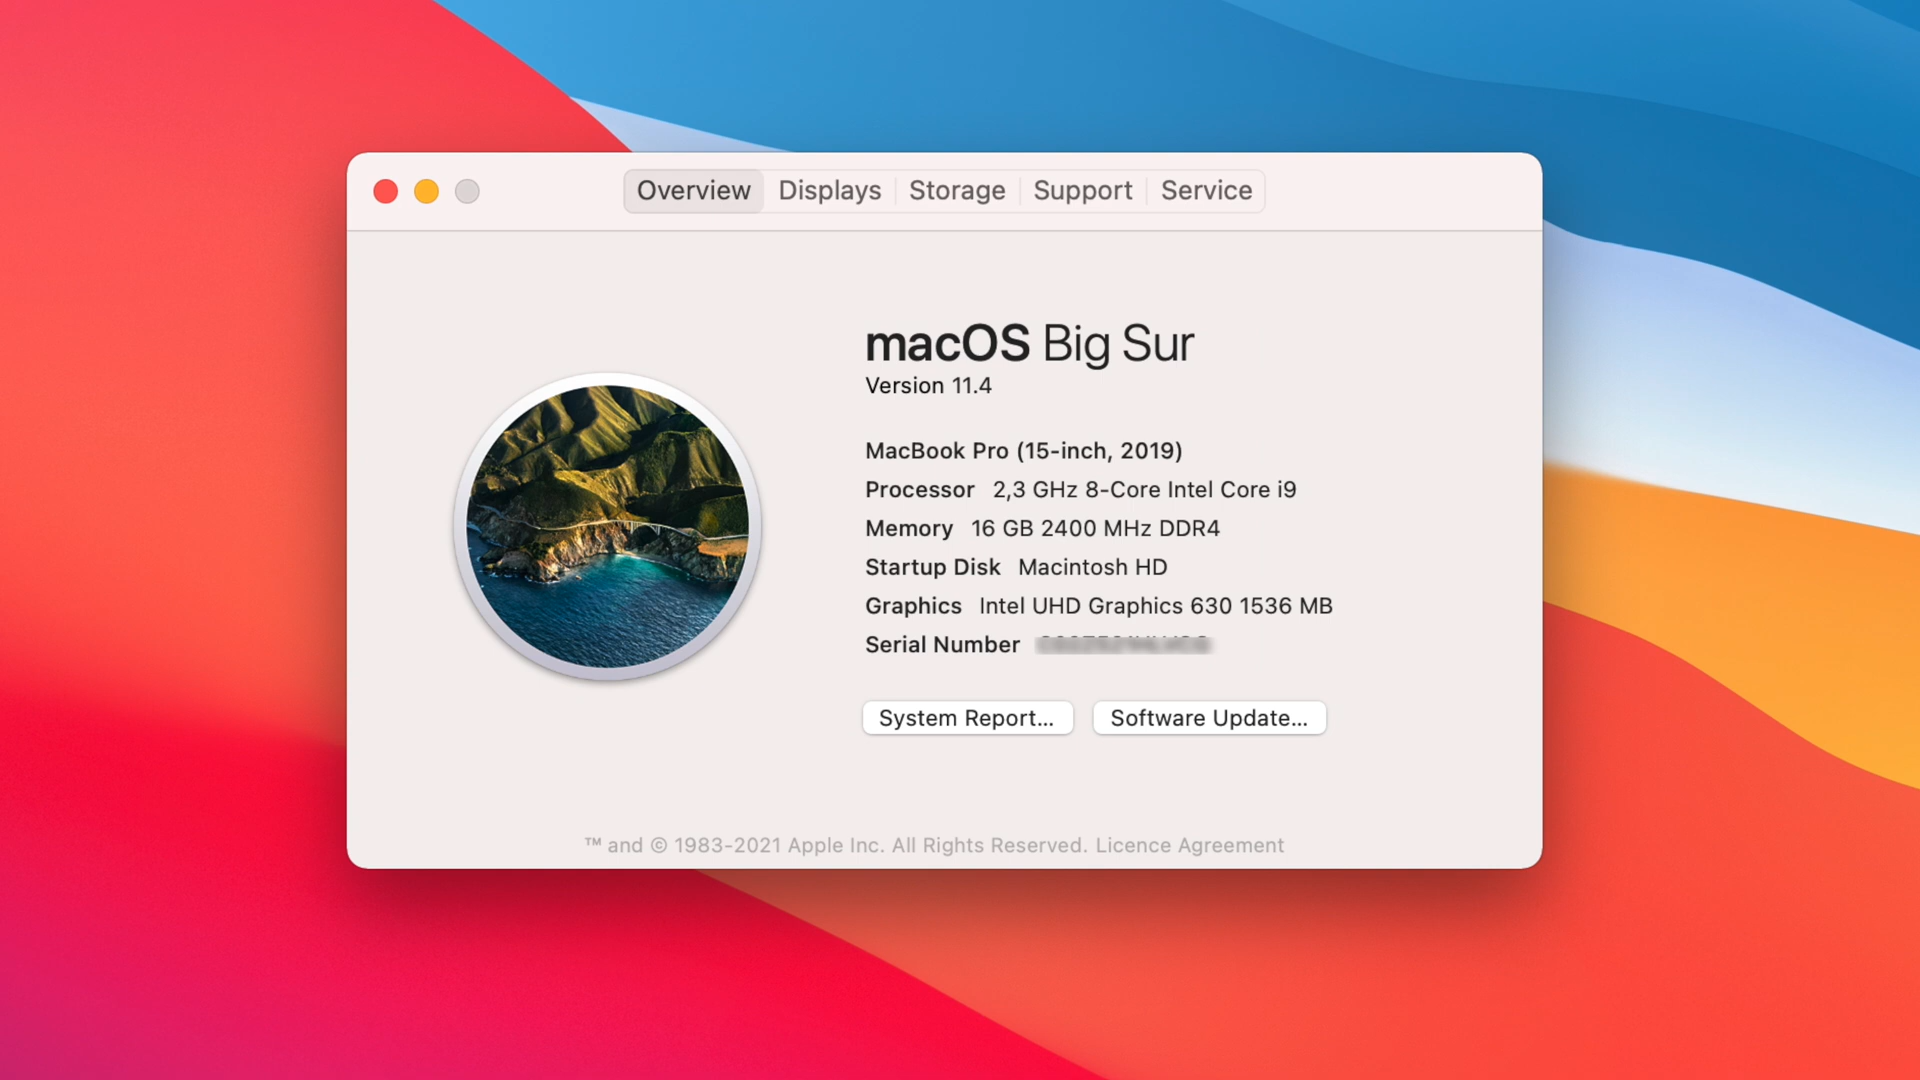 Overview Displays Storage Support Service
macOS Big Sur
Version 11.4
MacBook Pro (15-inch, 2019)
Processor 2,3 GHz 8-Core Intel Core i9
Memory 16 GB 2400 MHz DDR4
Startup Disk Macintosh HD
Graphics Intel UHD Graphics 630 1536 MB
Serial Number
System Report... Software Update...
™ and © 1983-2021 Apple Inc. All Rights Reserved. Licence Agreement